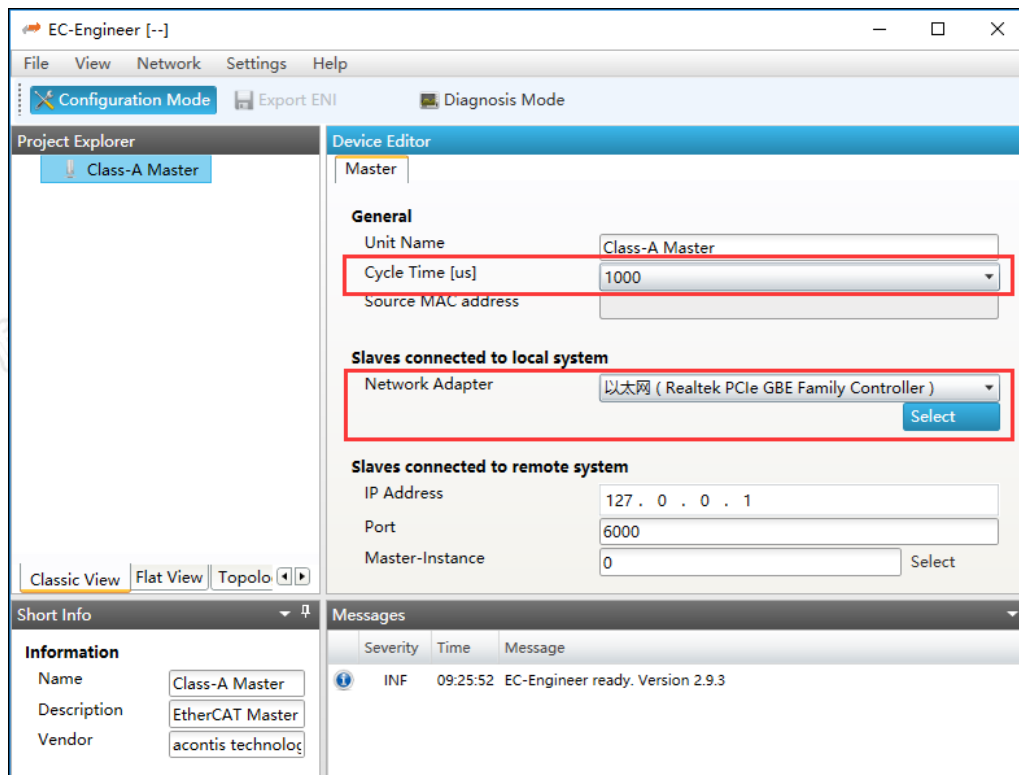 EC-Engineer [--]
File View Network Settings Help
Configuration Mode Export ENI Diagnosis Mode
Project Explorer
Class-A Master
Classic View Flat View Topolo
Device Editor
Master
General
Unit Name Class-A Master
Cycle Time [us] 1000
Source MAC address
Slaves connected to local system
Network Adapter 以太网 ( Realtek PCIe GBE Family Controller )
Select
Slaves connected to remote system
IP Address 127 . 0 . 0 . 1
Port 6000
Master-Instance 0 Select
Short Info
Information
Name Class-A Master
Description EtherCAT Master
Vendor acontis technolog
Messages
Severity Time Message
INF 09:25:52 EC-Engineer ready. Version 2.9.3